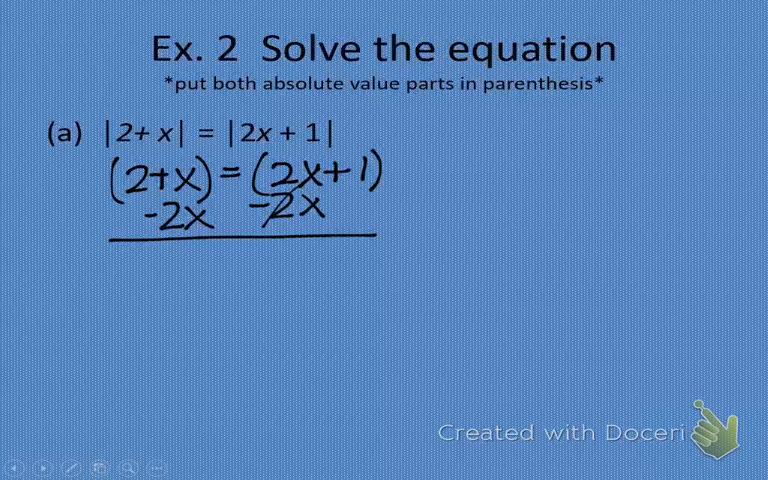 Ex. 2 Solve the equation
*put both absolute value parts in parenthesis*
(a) |2+ x| = |2x + 1|
(2+x) = (2x+1)
-2x -2x
Created with Doceri